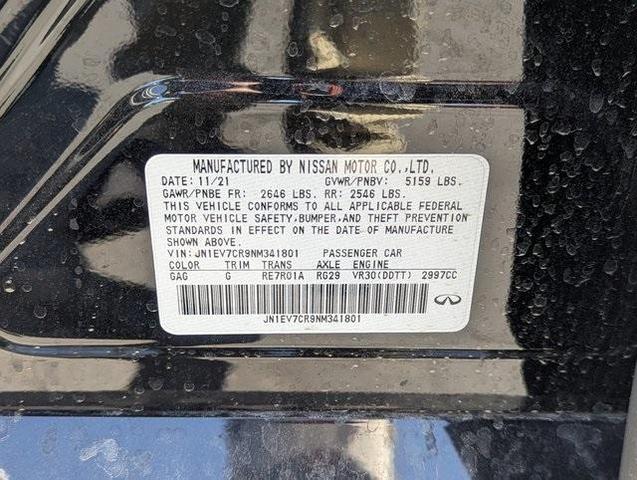 MANUFACTURED BY NISSAN MOTOR CO.,LTD.
DATE: 11/21 GVWR/PNBV: 5159 LBS.
GAWR/PNBE FR: 2646 LBS. RR: 2546 LBS.
THIS VEHICLE CONFORMS TO ALL APPLICABLE FEDERAL
MOTOR VEHICLE SAFETY,BUMPER,AND THEFT PREVENTION
STANDARDS IN EFFECT ON THE DATE OF MANUFACTURE
SHOWN ABOVE.
VIN: JN1EV7CR9NM341801 PASSENGER CAR
COLOR TRIM TRANS AXLE ENGINE
GAG G RE7R01A RG29 VR30(DDTT) 2997CC
JN1EV7CR9NM341801